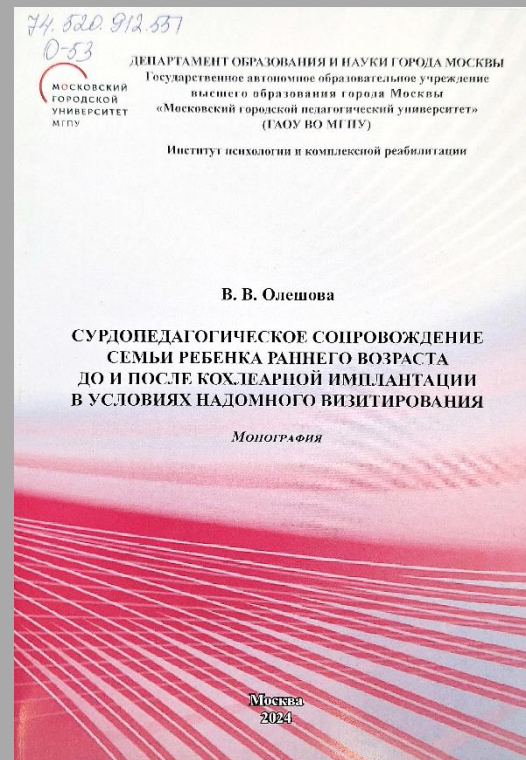 74.520.912.551
О-53
МОСКОВСКИЙ
ГОРОДСКОЙ
УНИВЕРСИТЕТ
МГПУ
ДЕПАРТАМЕНТ ОБРАЗОВАНИЯ И НАУКИ ГОРОДА МОСКВЫ
Государственное автономное образовательное учреждение
высшего образования города Москвы
«Московский городской педагогический университет»
(ГАОУ ВО МГПУ)
Институт психологии и комплексной реабилитации
В. В. Олешова
СУРДОПЕДАГОГИЧЕСКОЕ СОПРОВОЖДЕНИЕ
СЕМЬИ РЕБЕНКА РАННЕГО ВОЗРАСТА
ДО И ПОСЛЕ КОХЛЕАРНОЙ ИМПЛАНТАЦИИ
В УСЛОВИЯХ НАДОМНОГО ВИЗИТИРОВАНИЯ
Монография
Москва
2024